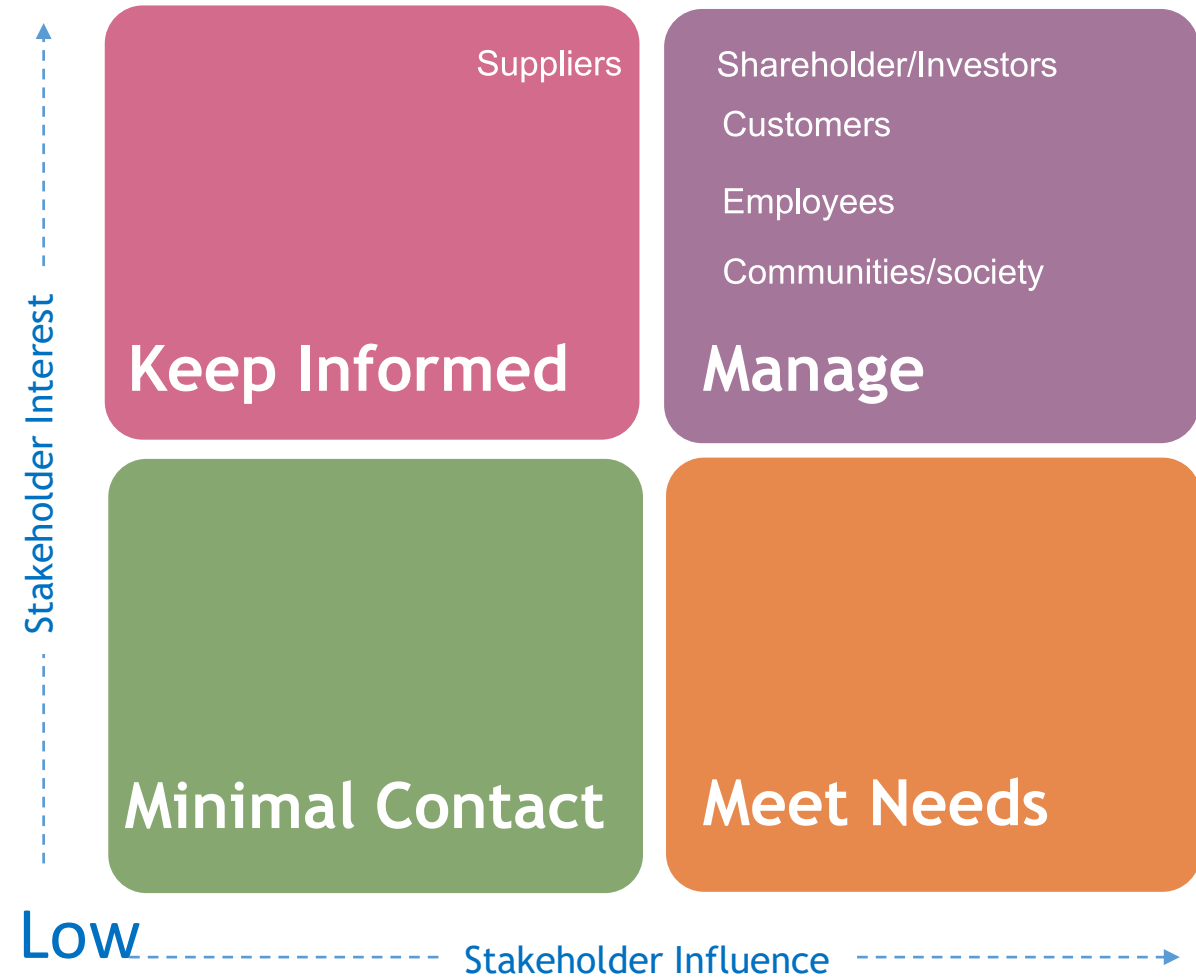 Suppliers
Shareholder/Investors
Customers
Employees
Communities/society
Keep Informed
Manage
Stakeholder Interest
Minimal Contact
Meet Needs
Low
Stakeholder Influence